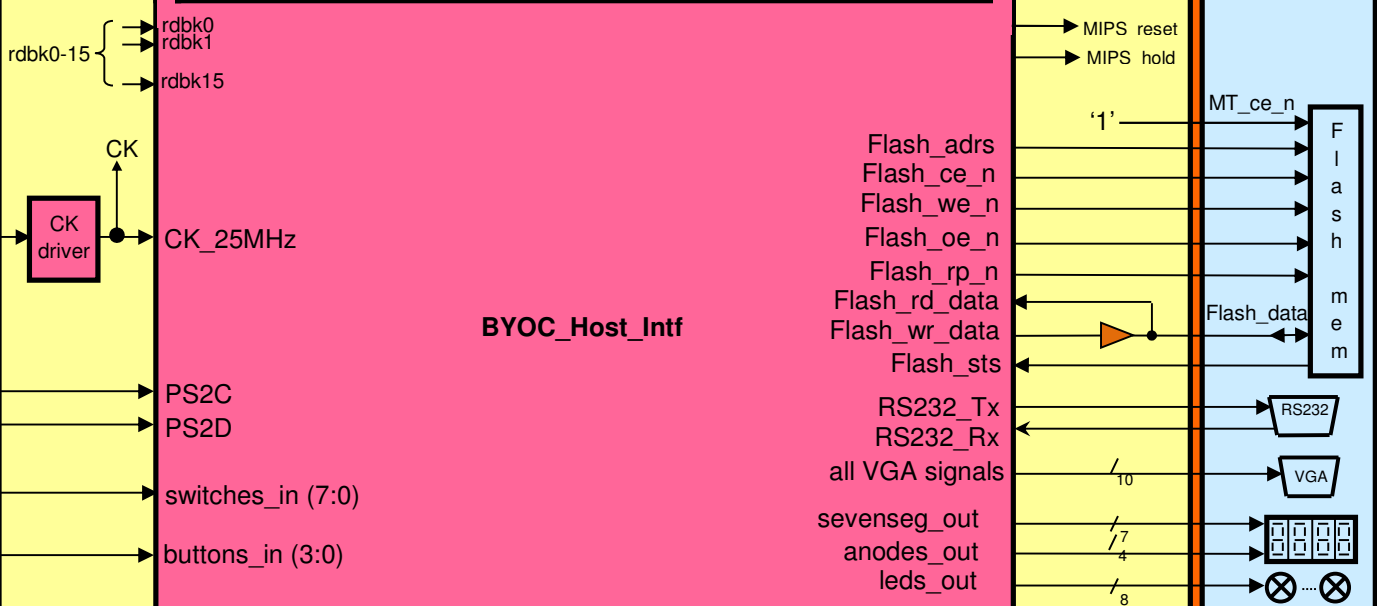 rdbk0
rdbk1
rdbk0-15
rdbk15
CK
CK
driver
CK_25MHz
PS2C
PS2D
switches_in (7:0)
buttons_in (3:0)
BYOC_Host_Intf
MIPS reset
MIPS hold
‘1’
MT_ce_n
Flash_adrs
Flash_ce_n
Flash_we_n
Flash_oe_n
Flash_rp_n
Flash_rd_data
Flash_wr_data
Flash_data
Flash_sts
Flash mem
RS232_Tx
RS232_Rx
RS232
all VGA signals
10
VGA
sevenseg_out
7
anodes_out
4
leds_out
8
....